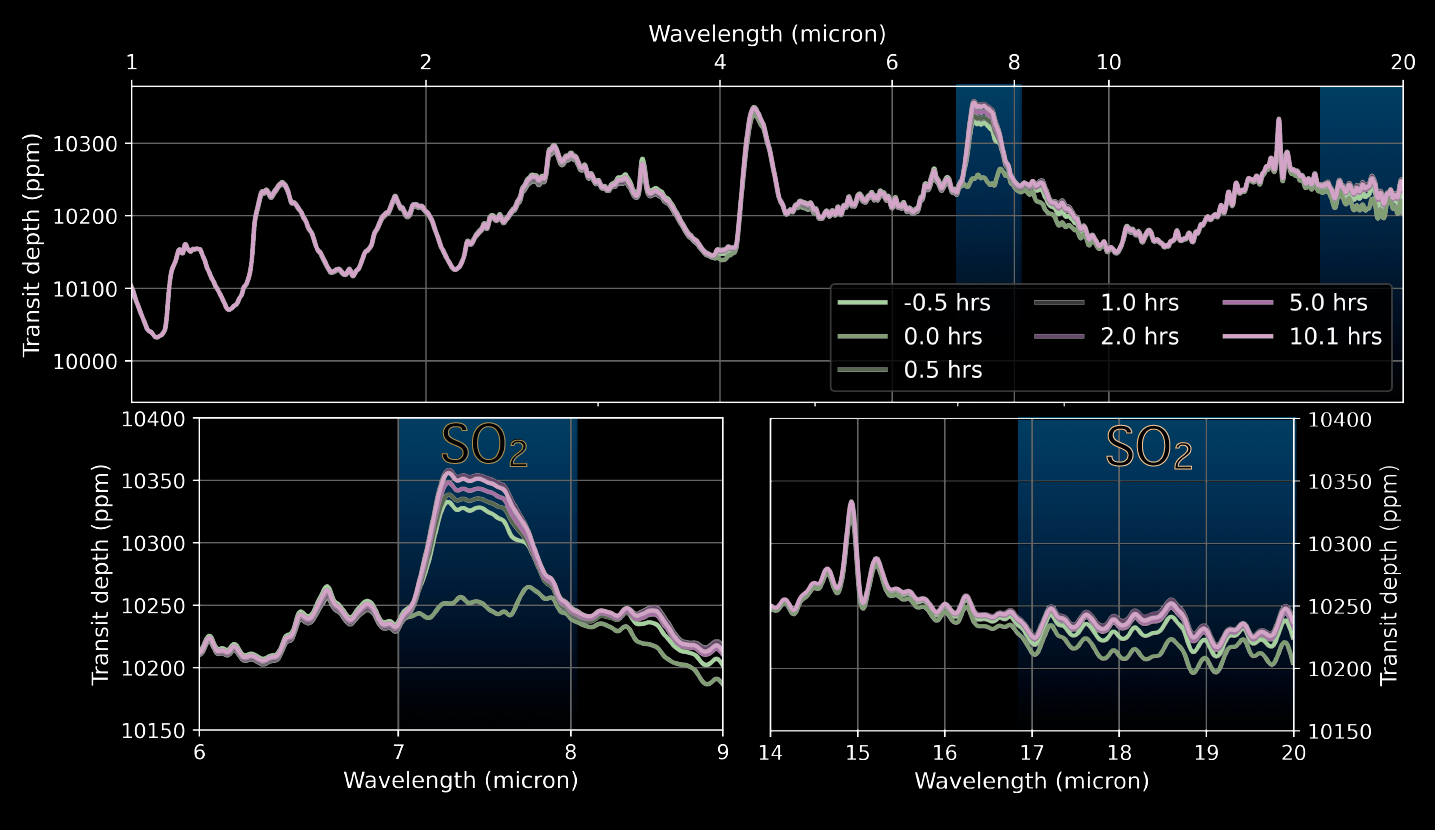 Wavelength (micron)
1 2 4 6 8 10 20
Transit depth (ppm)
10300
10200
10100
10000
-0.5 hrs 1.0 hrs 5.0 hrs
0.0 hrs 2.0 hrs 10.1 hrs
0.5 hrs
SO2
Transit depth (ppm)
10400
10350
10300
10250
10200
10150
6 7 8 9
Wavelength (micron)
SO2
10400
10350
10300
10250
10200
10150
Transit depth (ppm)
14 15 16 17 18 19 20
Wavelength (micron)